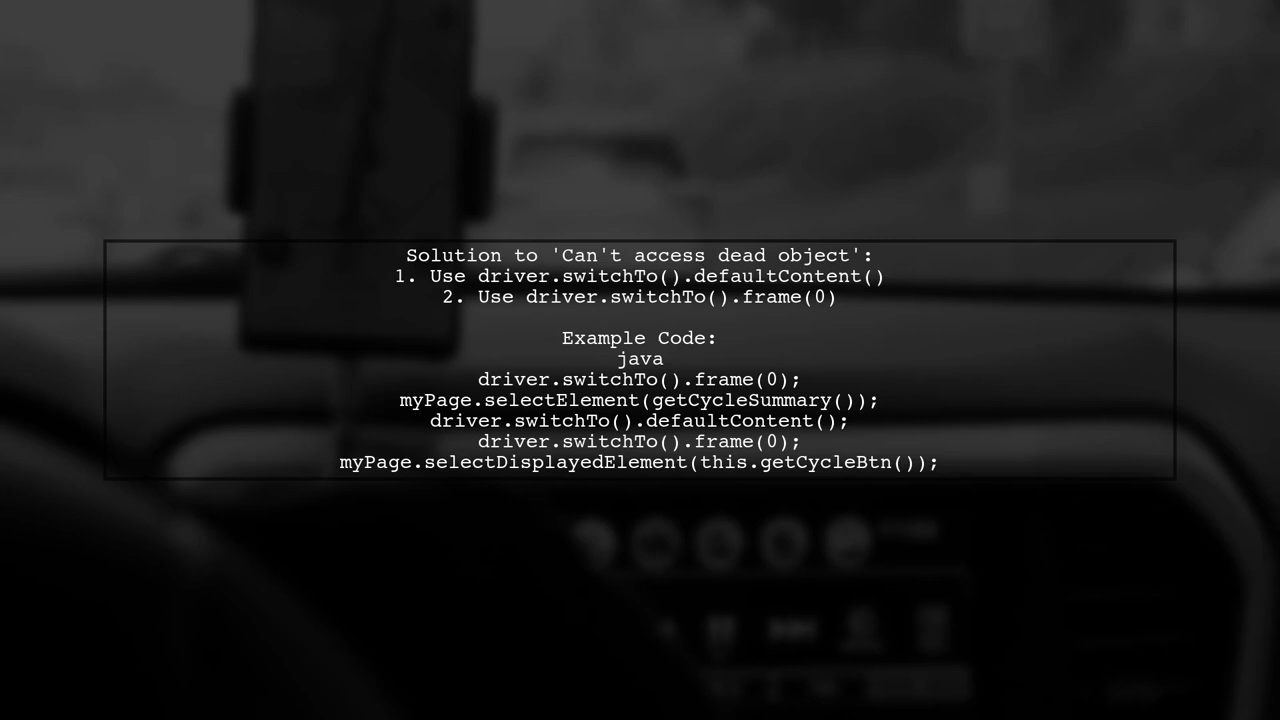 Solution to 'Can't access dead object':
1. Use driver.switchTo().defaultContent()
2. Use driver.switchTo().frame(0)
Example Code:
java
driver.switchTo().frame(0);
myPage.selectElement(getCycleSummary());
driver.switchTo().defaultContent();
driver.switchTo().frame(0);
myPage.selectDisplayedElement(this.getCycleBtn());